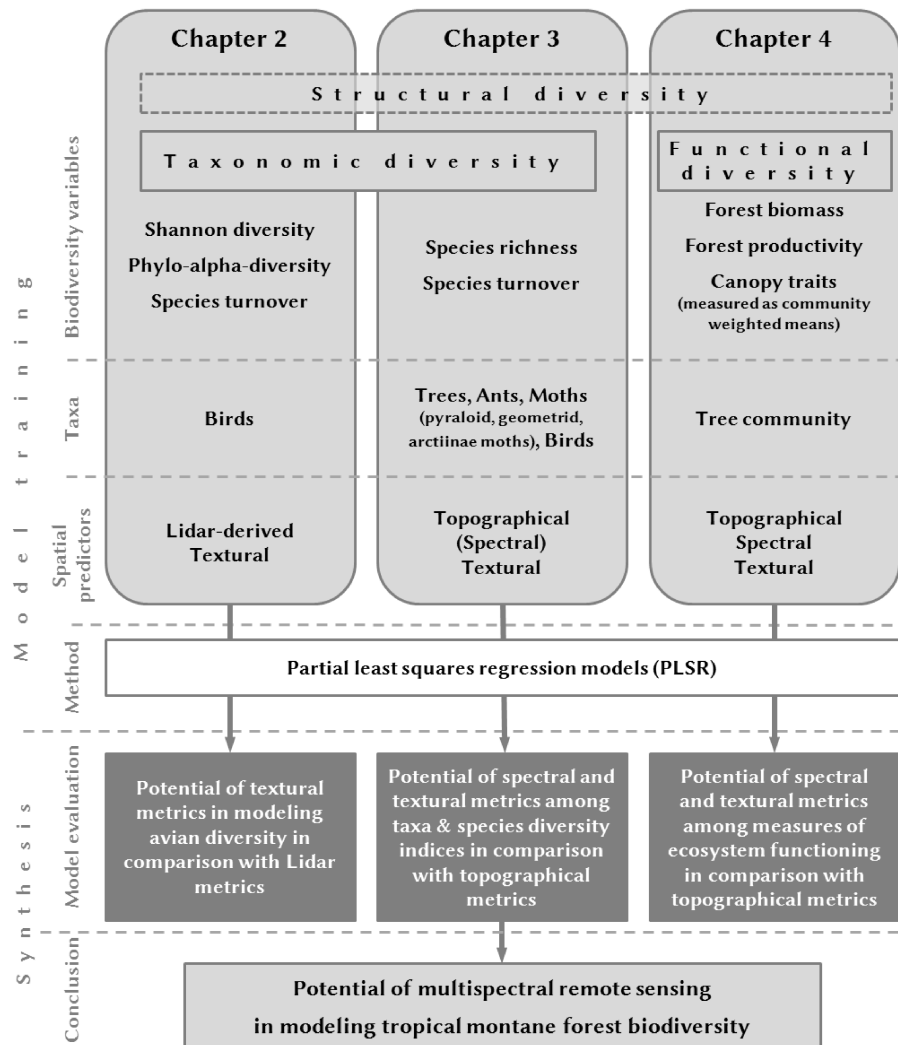 Chapter 2
Chapter 3
Chapter 4
Structural diversity
Taxonomic diversity
Functional
diversity
Model training
Biodiversity variables
Shannon diversity
Phylo-alpha-diversity
Species turnover
Species richness
Species turnover
Forest biomass
Forest productivity
Canopy traits
(measured as community
weighted means)
Taxa
Birds
Trees, Ants, Moths
(pyraloid, geometrid,
arctiinae moths), Birds
Tree community
Spatial
predictors
Lidar-derived
Textural
Topographical
(Spectral)
Textural
Topographical
Spectral
Textural
Method
Partial least squares regression models (PLSR)
Synthesis
Model evaluation
Potential of textural
metrics in modeling
avian diversity in
comparison with Lidar
metrics
Potential of spectral and
textural metrics among
taxa & species diversity
indices in comparison
with topographical
metrics
Potential of spectral
and textural metrics
among measures of
ecosystem functioning
in comparison with
topographical metrics
Conclusion
Potential of multispectral remote sensing
in modeling tropical montane forest biodiversity